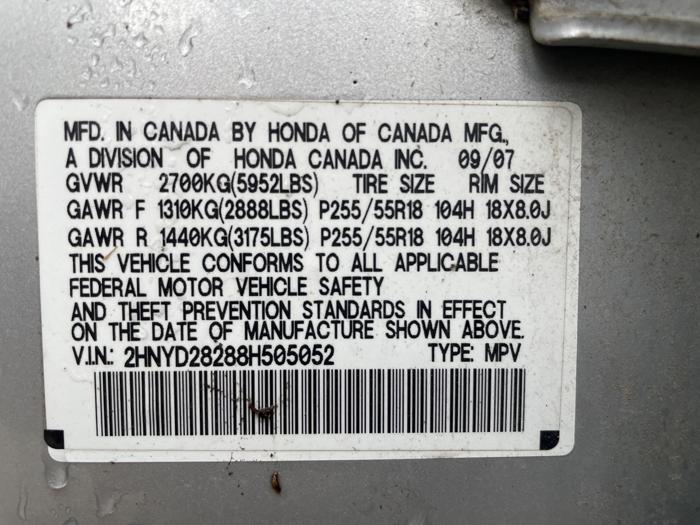 MFD. IN CANADA BY HONDA OF CANADA MFG.,
A DIVISION OF HONDA CANADA INC. 09/07
GVWR 2700KG(5952LBS) TIRE SIZE RIM SIZE
GAWR F 1310KG(2888LBS) P255/55R18 104H 18X8.0J
GAWR R 1440KG(3175LBS) P255/55R18 104H 18X8.0J
THIS VEHICLE CONFORMS TO ALL APPLICABLE
FEDERAL MOTOR VEHICLE SAFETY
AND THEFT PREVENTION STANDARDS IN EFFECT
ON THE DATE OF MANUFACTURE SHOWN ABOVE.
V.I.N.: 2HNYD28288H505052 TYPE: MPV